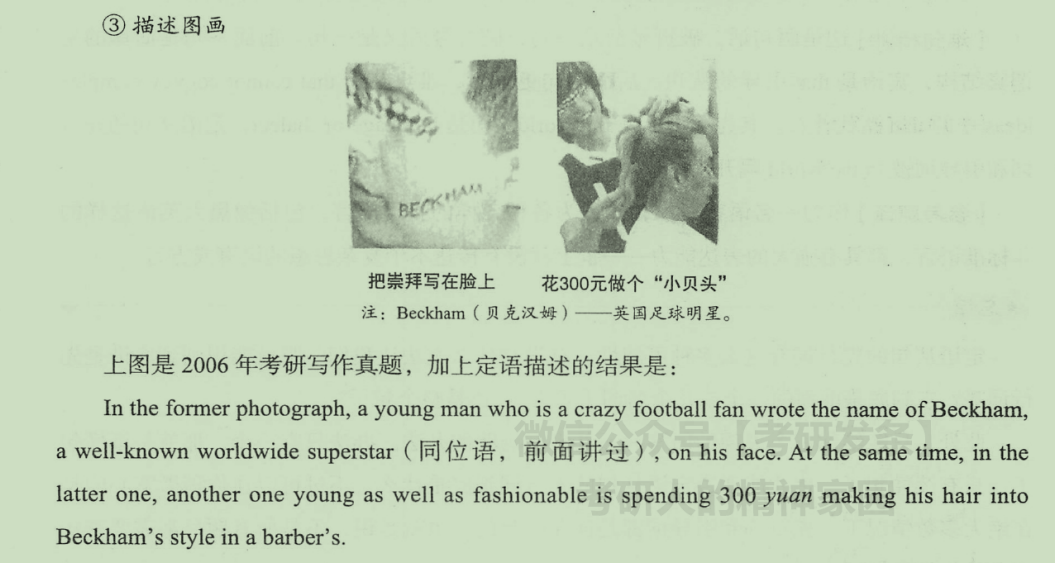 ③ 描述图画
BECKHAM
把崇拜写在脸上
花300元做个“小贝头”
注：Beckham（贝克汉姆）——英国足球明星。
上图是 2006 年考研写作真题，加上定语描述的结果是：
In the former photograph, a young man who is a crazy football fan wrote the name of Beckham,
a well-known worldwide superstar（同位语，前面讲过）, on his face. At the same time, in the
latter one, another one young as well as fashionable is spending 300 yuan making his hair into
Beckham’s style in a barber’s.
微信公众号【考研发条】
考研人的精神家园